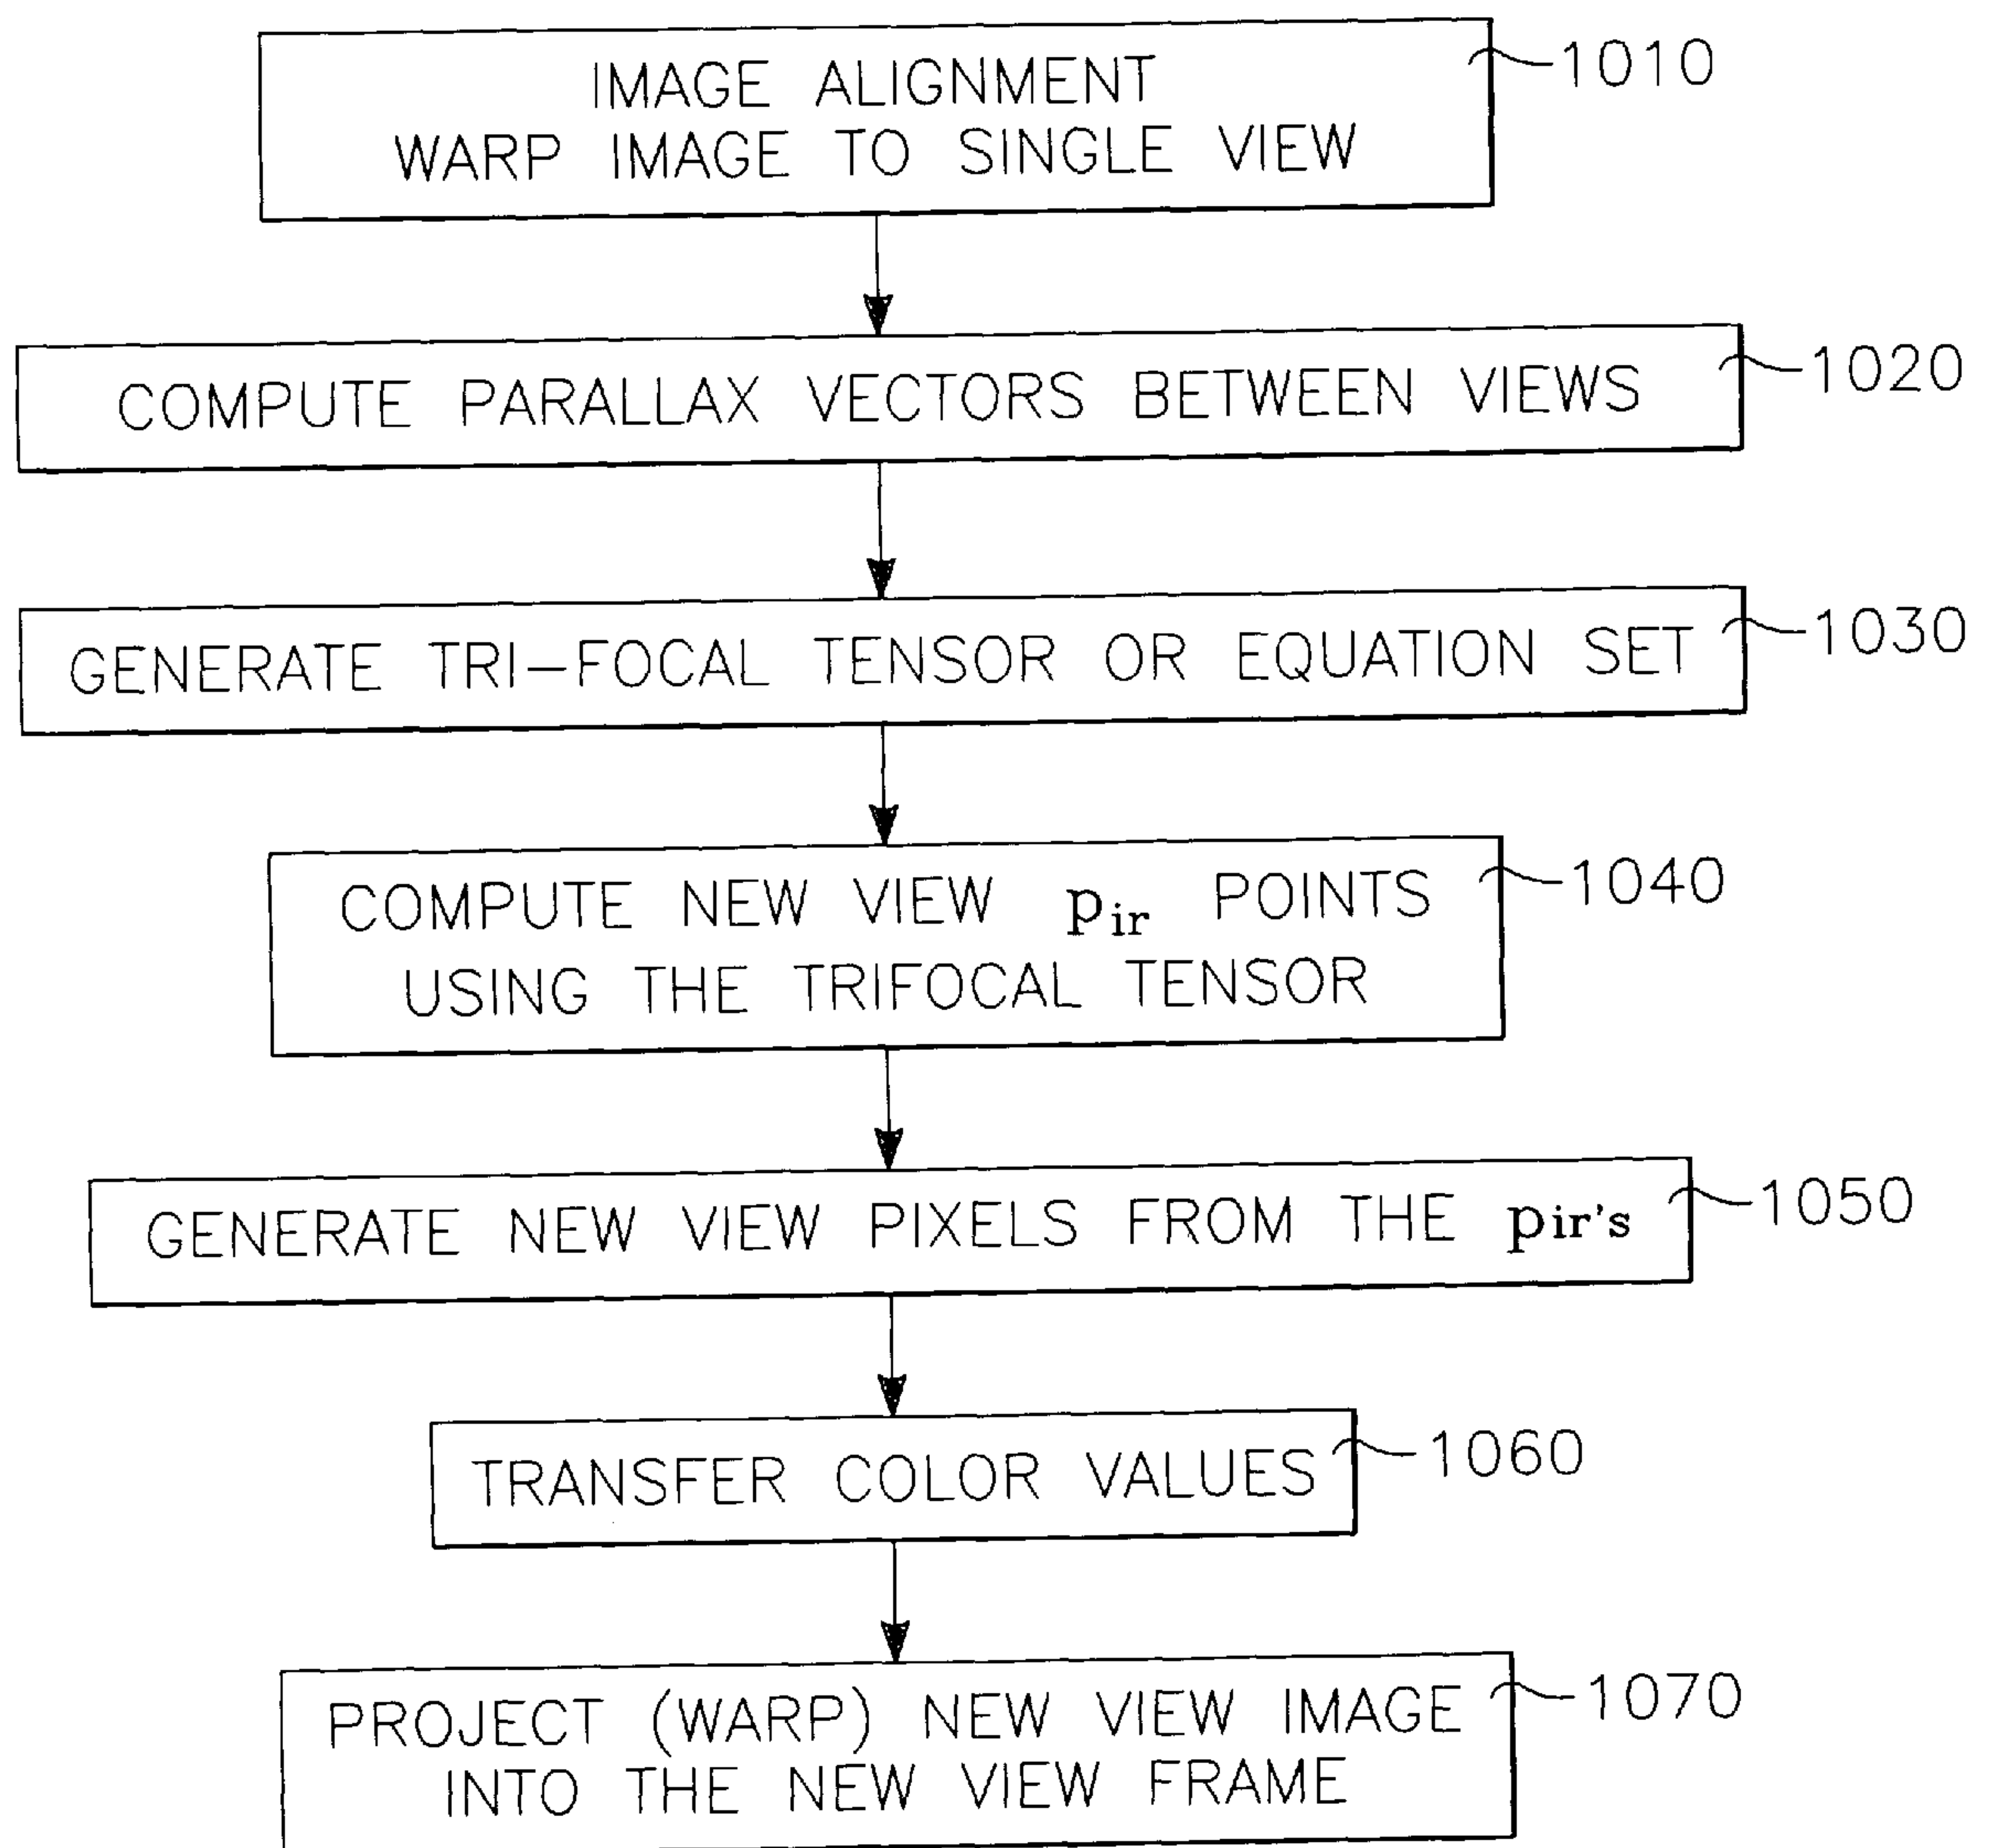 IMAGE ALIGNMENT 1010
WARP IMAGE TO SINGLE VIEW
COMPUTE PARALLAX VECTORS BETWEEN VIEWS 1020
GENERATE TRI-FOCAL TENSOR OR EQUATION SET 1030
COMPUTE NEW VIEW pir POINTS 1040
USING THE TRIFOCAL TENSOR
GENERATE NEW VIEW PIXELS FROM THE pir's 1050
TRANSFER COLOR VALUES 1060
PROJECT (WARP) NEW VIEW IMAGE 1070
INTO THE NEW VIEW FRAME